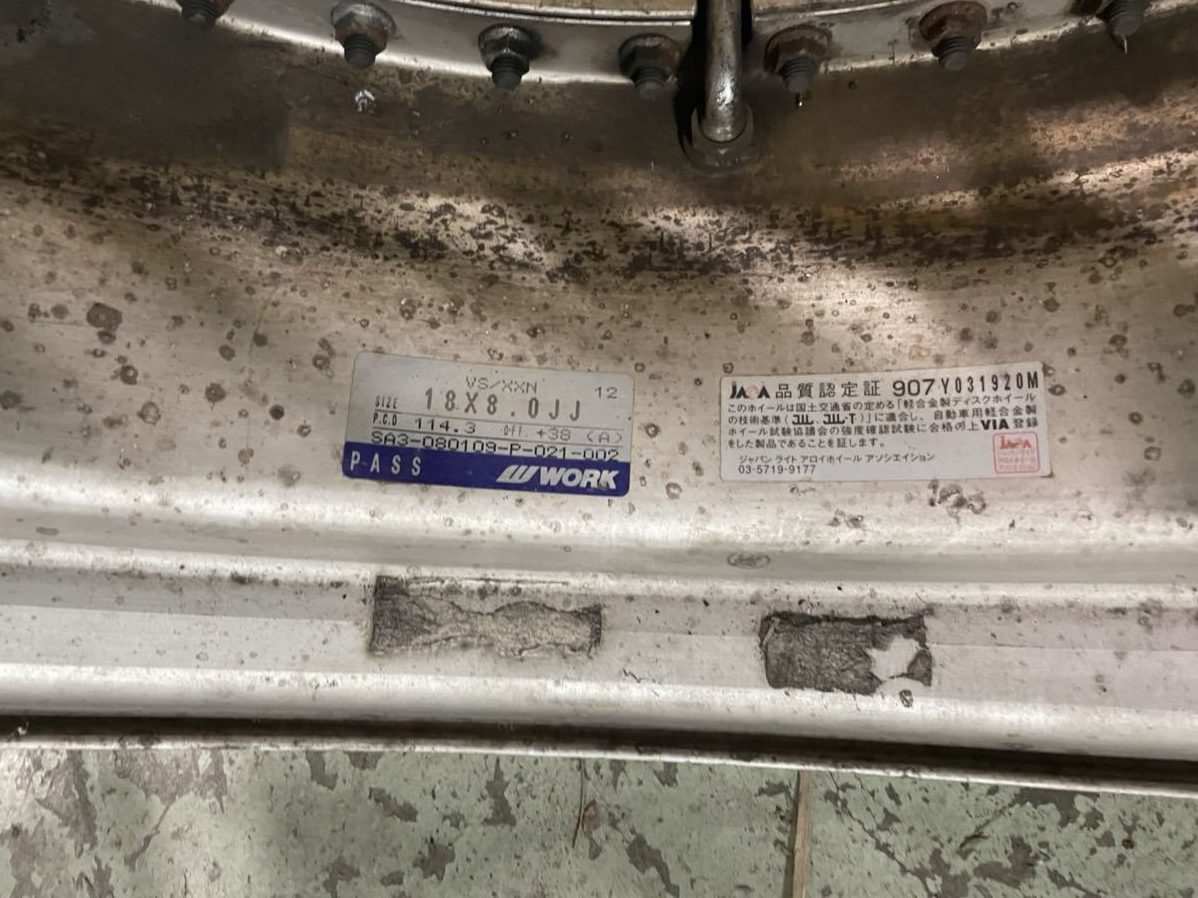 VS/XXN 12
SIZE 18X8.0JJ
P.C.D 114.3 OFF. +38 (A)
SA3-080109-P-021-002
PASS WORK
JAWA 品質認定証 907Y031920M
このホイールは国土交通省の定める「軽合金製ディスクホイール
の技術基準(JWL. JWL-T)」に適合し、自動車用軽合金製
ホイール試験協議会の強度確認試験に合格の上VIA登録
をした製品であることを証します。
ジャパン ライト アロイホイール アソシエイション
03-5719-9177
JAWA